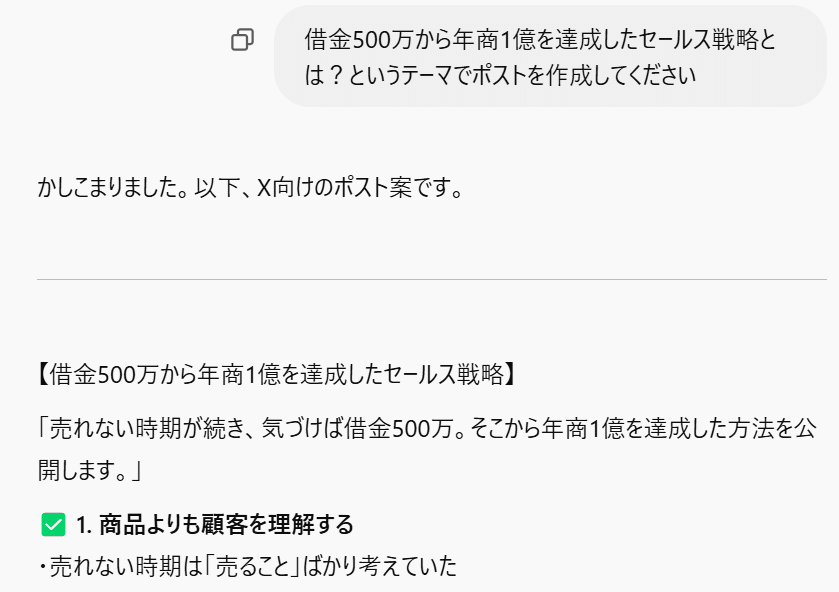 借金500万から年商1億を達成したセールス戦略と
は？というテーマでポストを作成してください
かしこまりました。以下、X向けのポスト案です。
【借金500万から年商1億を達成したセールス戦略】
「売れない時期が続き、気づけば借金500万。そこから年商1億を達成した方法を公
開します。」
✅ 1. 商品よりも顧客を理解する
・売れない時期は「売ること」ばかり考えていた